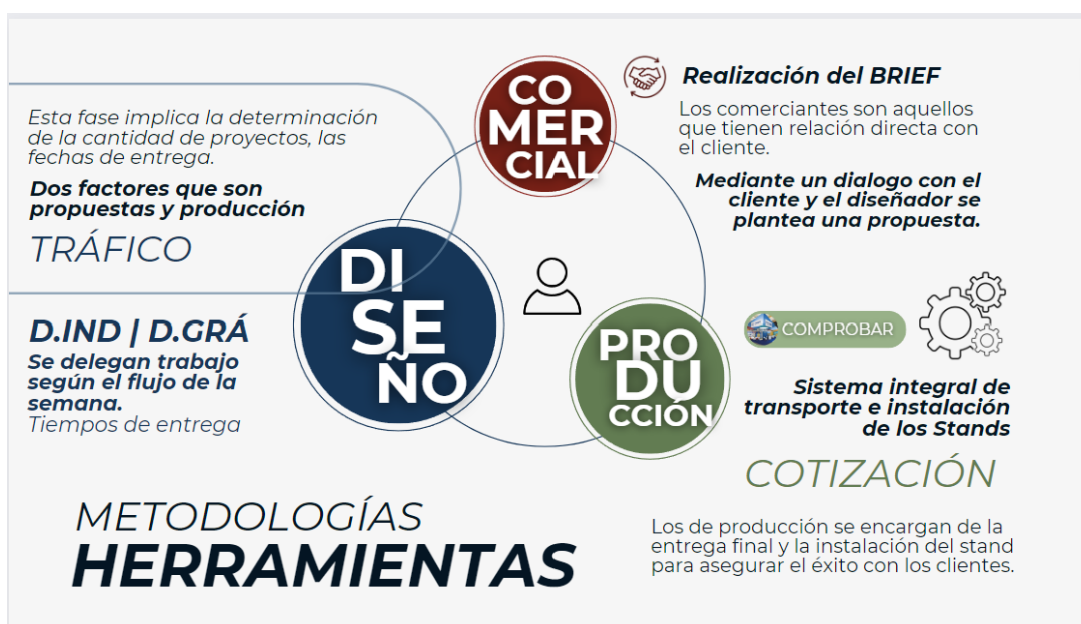 Esta fase implica la determinación
de la cantidad de proyectos, las
fechas de entrega.
Dos factores que son
propuestas y producción
TRÁFICO
D.IND | D.GRÁ
Se delegan trabajo
según el flujo de la
semana.
Tiempos de entrega
CO
MER
CIAL
DI
SE
ÑO
PRO
DU
CCIÓN
Realización del BRIEF
Los comerciantes son aquellos
que tienen relación directa con
el cliente.
Mediante un dialogo con el
cliente y el diseñador se
plantea una propuesta.
COMPROBAR
Sistema integral de
transporte e instalación
de los Stands
COTIZACIÓN
Los de producción se encargan de la
entrega final y la instalación del stand
para asegurar el éxito con los clientes.
METODOLOGÍAS
HERRAMIENTAS